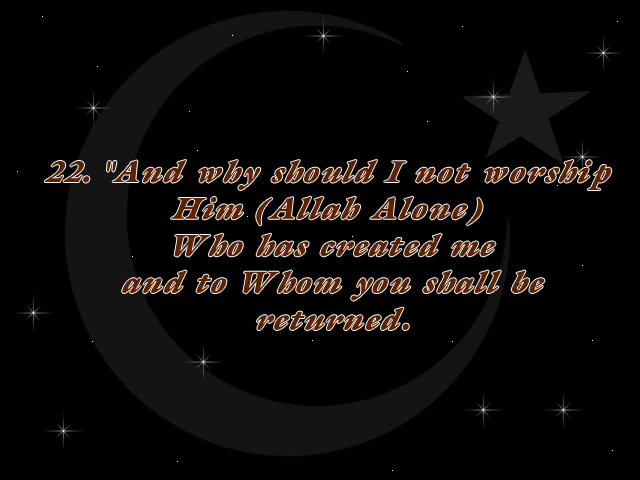 22. "And why should I not worship
Him (Allah Alone)
Who has created me
and to Whom you shall be
returned.